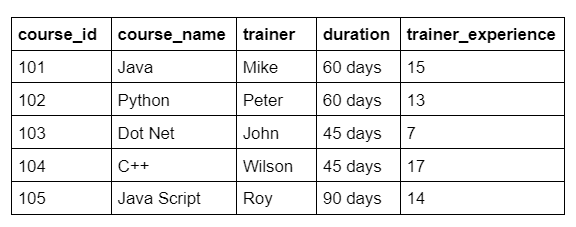 course_id course_name trainer duration trainer_experience
101 Java Mike 60 days 15
102 Python Peter 60 days 13
103 Dot Net John 45 days 7
104 C++ Wilson 45 days 17
105 Java Script Roy 90 days 14